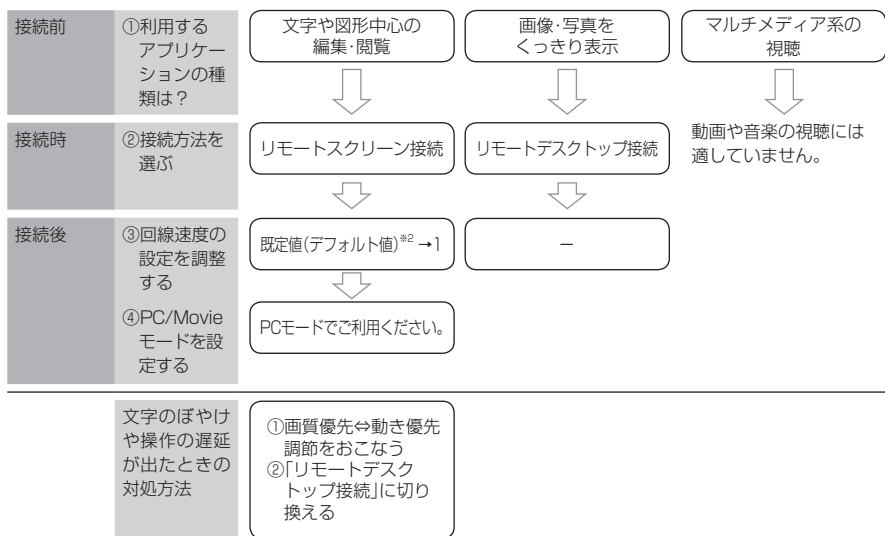 接続前
①利用する
アプリケー
ションの種
類は？
文字や図形中心の
編集・閲覧
画像・写真を
くっきり表示
マルチメディア系の
視聴
接続時
②接続方法を
選ぶ
リモートスクリーン接続
リモートデスクトップ接続
動画や音楽の視聴には
適していません。
接続後
③回線速度の
設定を調整
する
既定値(デフォルト値)※2 →1
－
④PC/Movie
モードを設
定する
PCモードでご利用ください。
文字のぼやけ
や操作の遅延
が出たときの
対処方法
①画質優先⇔動き優先
調節をおこなう
②「リモートデスク
トップ接続」に切り
換える